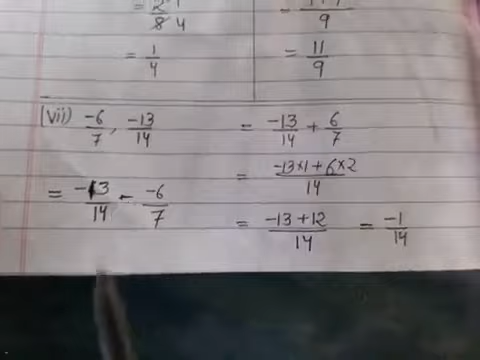 = 2/8 1/4
= 1/4
9
= 11/9
(vii) -6/7, -13/14
= -13/14 - -6/7
= -13/14 + 6/7
= -13×1+6×2/14
= -13+12/14 = -1/14